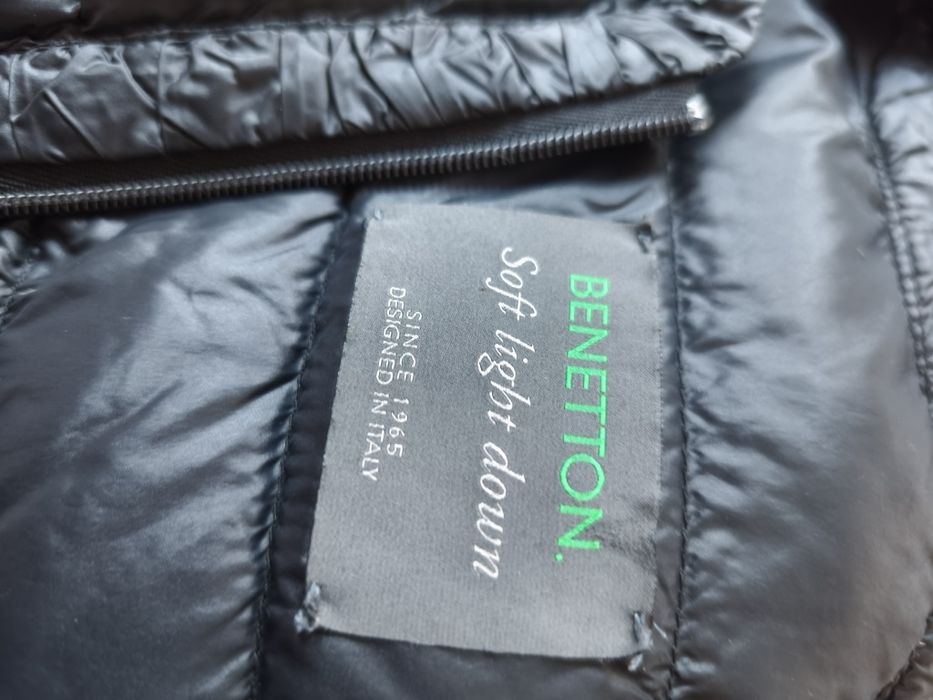 BENETTON.
Soft light down
SINCE 1965
DESIGNED IN ITALY